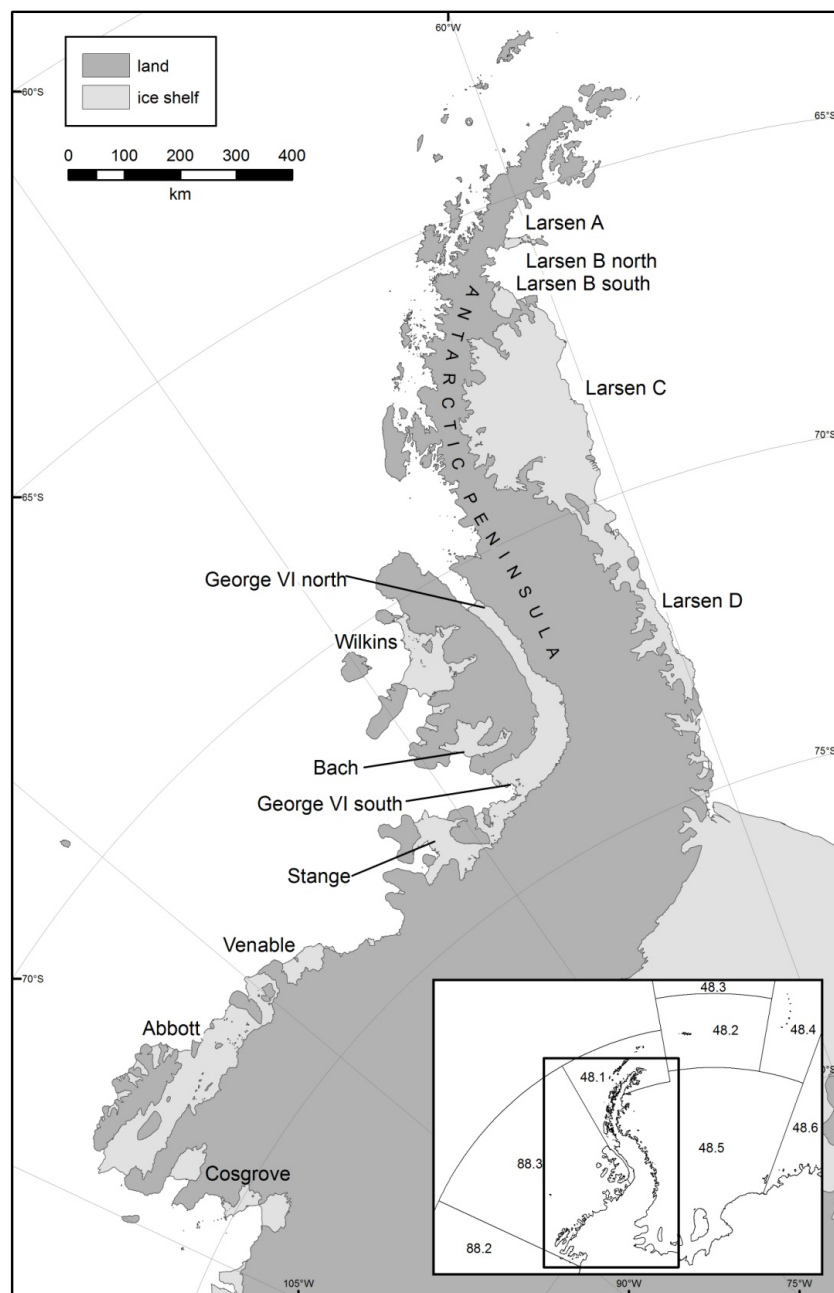 60°W
60°S
land
ice shelf
0 100 200 300 400
km
65°S
Larsen A
Larsen B north
Larsen B south
ANTARCTIC PENINSULA
Larsen C
70°S
65°S
George VI north
Larsen D
Wilkins
75°S
Bach
George VI south
Stange
Venable
70°S
Abbott
Cosgrove
48.3
48.2
48.4
48.1
48.6
48.5
88.3
88.2
105°W
90°W
75°W